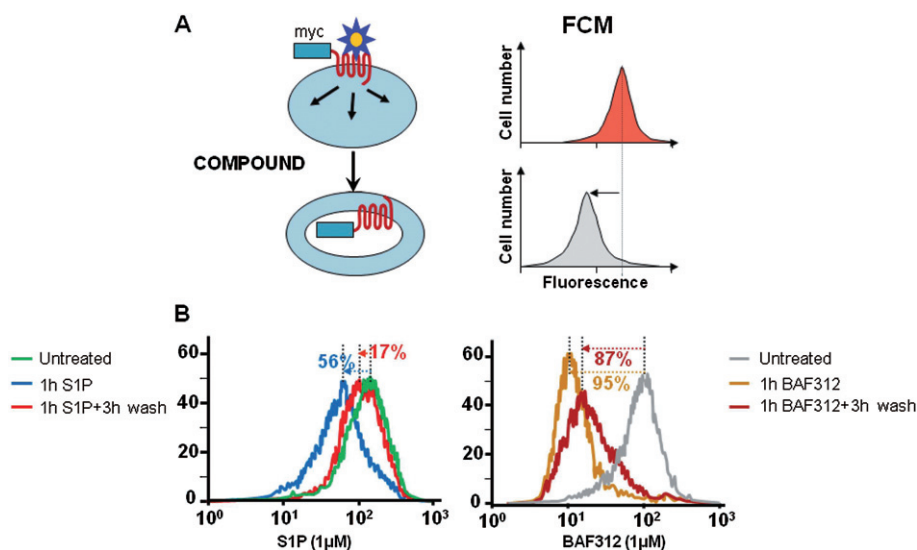 A
myc
COMPOUND
FCM
Cell number
Cell number
Fluorescence
B
Untreated
1h S1P
1h S1P+3h wash
60
40
20
0
56%
17%
10⁰ 10¹ 10² 10³
S1P (1µM)
60
40
20
0
87%
95%
10⁰ 10¹ 10² 10³
BAF312 (1µM)
Untreated
1h BAF312
1h BAF312+3h wash